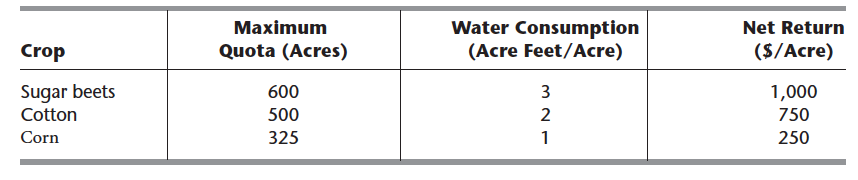 Crop Maximum Quota (Acres) Water Consumption (Acre Feet/Acre) Net Return ($/Acre)
Sugar beets 600 3 1,000
Cotton 500 2 750
Corn 325 1 250